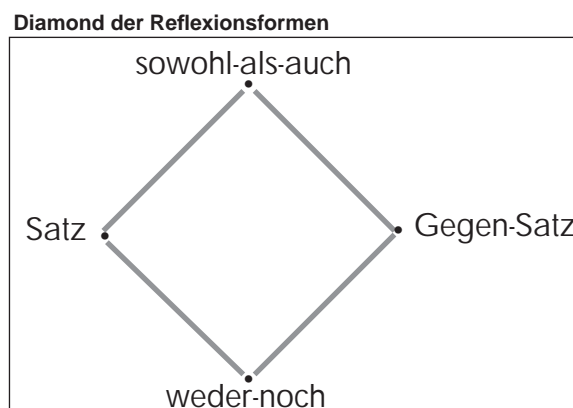 Diamond der Reflexionsformen
sowohl-als-auch
Satz
Gegen-Satz
weder-noch